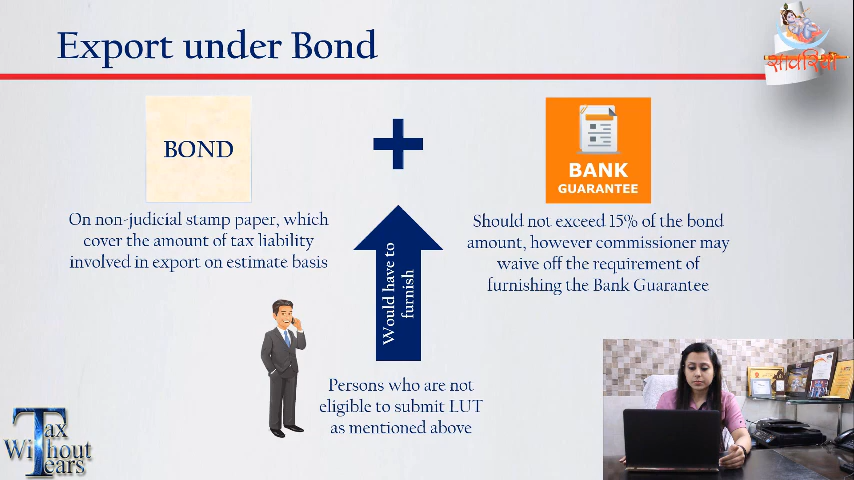 Export under Bond
सावरिया
BOND
+
BANK
GUARANTEE
On non-judicial stamp paper, which
cover the amount of tax liability
involved in export on estimate basis
Should not exceed 15% of the bond
amount, however commissioner may
waive off the requirement of
furnishing the Bank Guarantee
Would have to
furnish
Persons who are not
eligible to submit LUT
as mentioned above
Tax
Without
Tears